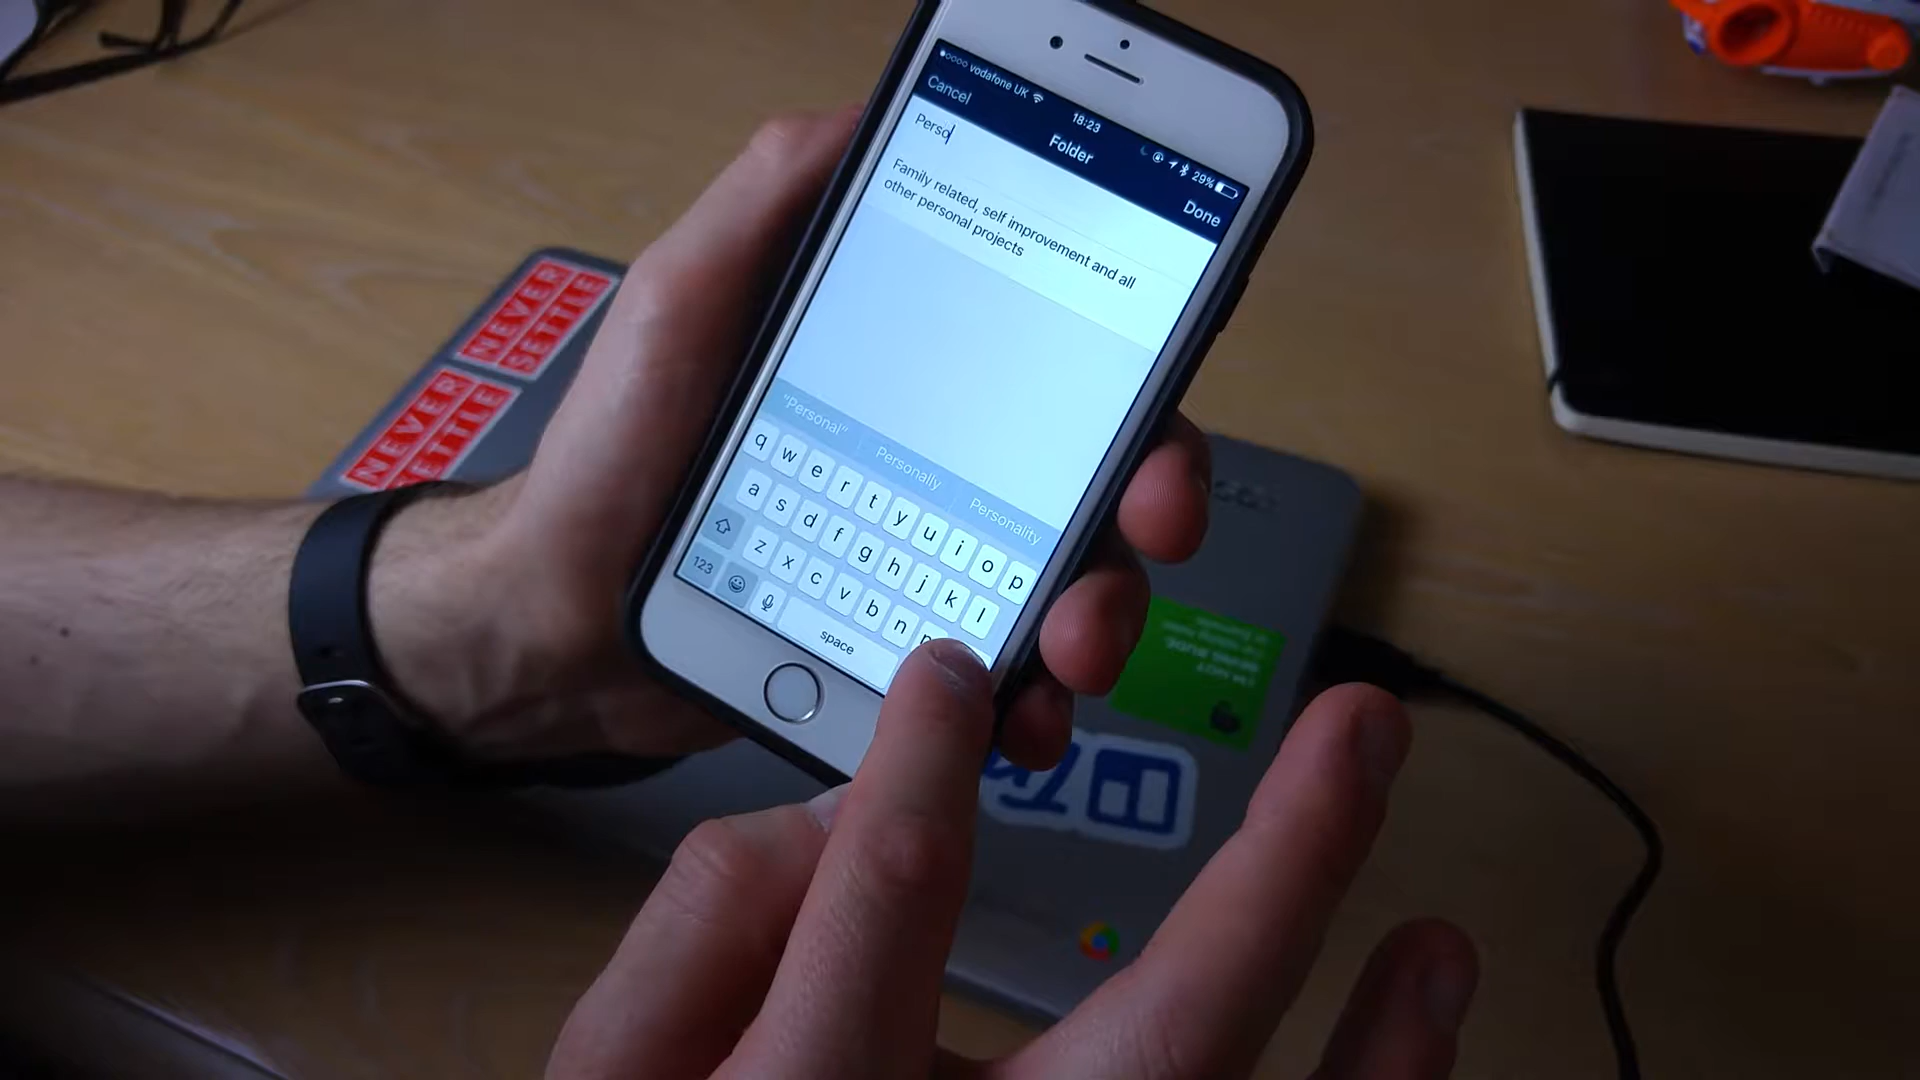 vodafone UK
18:23
29%
Cancel
Folder
Done
Perso
Family related, self improvement and all
other personal projects
"Personal"
Personally
Personality
q w e r t y u i o p
a s d f g h j k l
z x c v b n
123
space
NEVER
SETTLE
NEVER